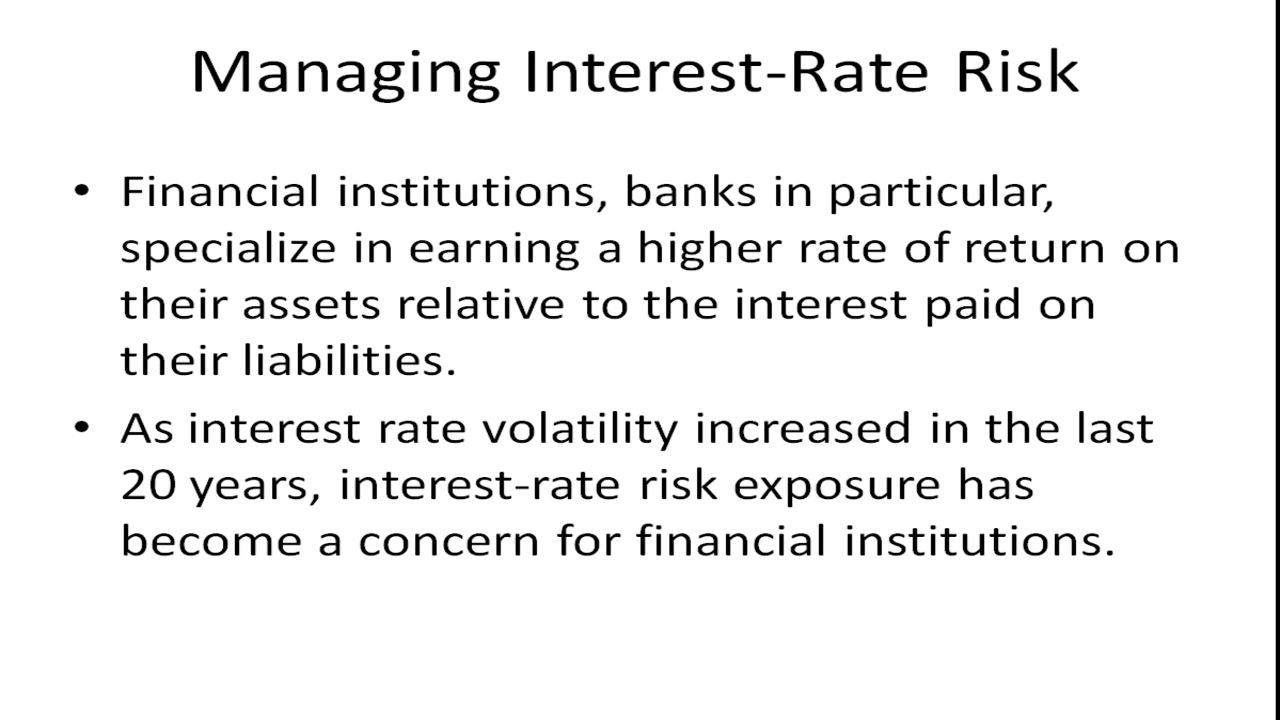 Managing Interest-Rate Risk
• Financial institutions, banks in particular,
specialize in earning a higher rate of return on
their assets relative to the interest paid on
their liabilities.
• As interest rate volatility increased in the last
20 years, interest-rate risk exposure has
become a concern for financial institutions.